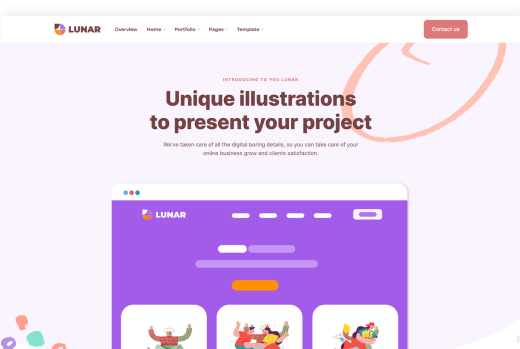 LUNAR
Overview
Home
Portfolio
Pages
Template
Contact us
INTRODUCING TO YOU LUNAR
Unique illustrations
to present your project
We've taken care of all the digital boring details, so you can take care of your
online business grow and clients satisfaction.
LUNAR